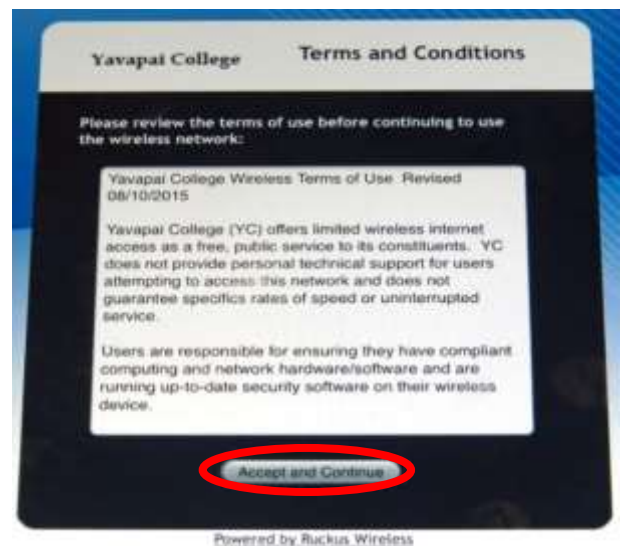 Yavapai College
Terms and Conditions
Please review the terms of use before continuing to use
the wireless network:
Yavapai College Wireless Terms of Use Revised
08/10/2015
Yavapai College (YC) offers limited wireless internet
access as a free, public service to its constituents. YC
does not provide personal technical support for users
attempting to access this network and does not
guarantee specifics rates of speed or uninterrupted
service.
Users are responsible for ensuring they have compliant
computing and network hardware/software and are
running up-to-date security software on their wireless
device.
Accept and Continue
Powered by Ruckus Wireless